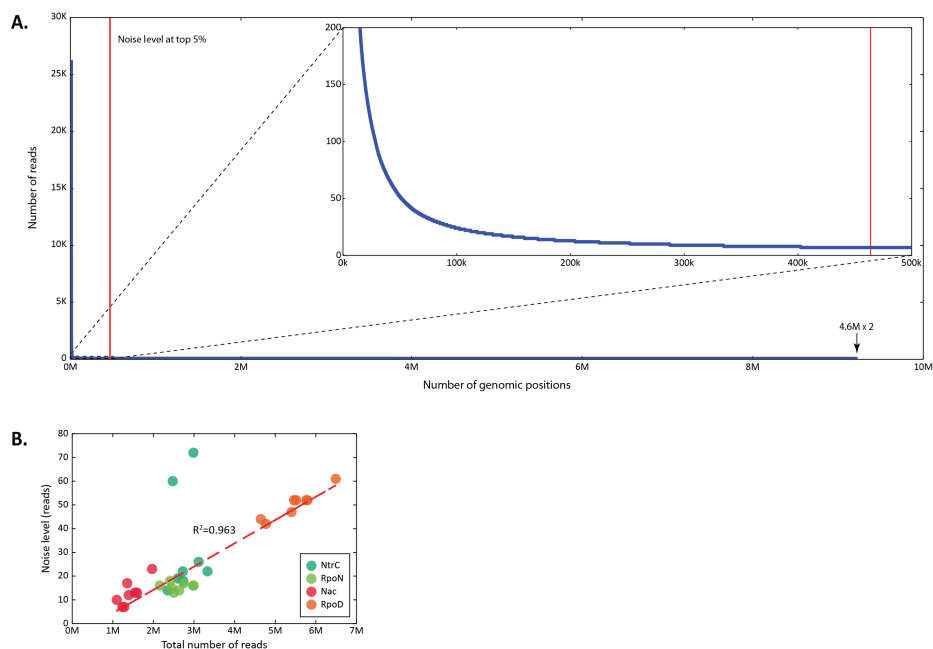 A.
Number of reads
30K
25K
20K
15K
10K
5K
0
Noise level at top 5%
200
150
100
50
0
0k
100k
200k
300k
400k
500k
4.6M x 2
0M
2M
4M
6M
8M
10M
Number of genomic positions
B.
Noise level (reads)
80
70
60
50
40
30
20
10
0
R²=0.963
NtrC
RpoN
Nac
RpoD
0M
1M
2M
3M
4M
5M
6M
7M
Total number of reads